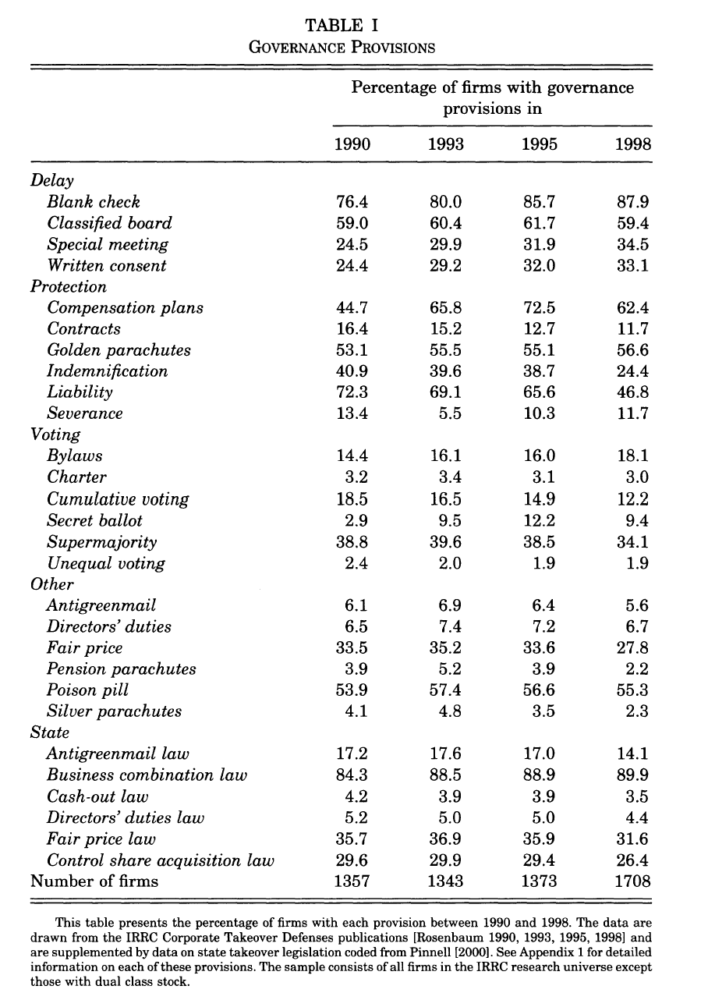 TABLE I
GOVERNANCE PROVISIONS
Percentage of firms with governance
provisions in
1990 1993 1995 1998
Delay
Blank check 76.4 80.0 85.7 87.9
Classified board 59.0 60.4 61.7 59.4
Special meeting 24.5 29.9 31.9 34.5
Written consent 24.4 29.2 32.0 33.1
Protection
Compensation plans 44.7 65.8 72.5 62.4
Contracts 16.4 15.2 12.7 11.7
Golden parachutes 53.1 55.5 55.1 56.6
Indemnification 40.9 39.6 38.7 24.4
Liability 72.3 69.1 65.6 46.8
Severance 13.4 5.5 10.3 11.7
Voting
Bylaws 14.4 16.1 16.0 18.1
Charter 3.2 3.4 3.1 3.0
Cumulative voting 18.5 16.5 14.9 12.2
Secret ballot 2.9 9.5 12.2 9.4
Supermajority 38.8 39.6 38.5 34.1
Unequal voting 2.4 2.0 1.9 1.9
Other
Antigreenmail 6.1 6.9 6.4 5.6
Directors' duties 6.5 7.4 7.2 6.7
Fair price 33.5 35.2 33.6 27.8
Pension parachutes 3.9 5.2 3.9 2.2
Poison pill 53.9 57.4 56.6 55.3
Silver parachutes 4.1 4.8 3.5 2.3
State
Antigreenmail law 17.2 17.6 17.0 14.1
Business combination law 84.3 88.5 88.9 89.9
Cash-out law 4.2 3.9 3.9 3.5
Directors' duties law 5.2 5.0 5.0 4.4
Fair price law 35.7 36.9 35.9 31.6
Control share acquisition law 29.6 29.9 29.4 26.4
Number of firms 1357 1343 1373 1708
This table presents the percentage of firms with each provision between 1990 and 1998. The data are
drawn from the IRRC Corporate Takeover Defenses publications [Rosenbaum 1990, 1993, 1995, 1998] and
are supplemented by data on state takeover legislation coded from Pinnell [2000]. See Appendix 1 for detailed
information on each of these provisions. The sample consists of all firms in the IRRC research universe except
those with dual class stock.